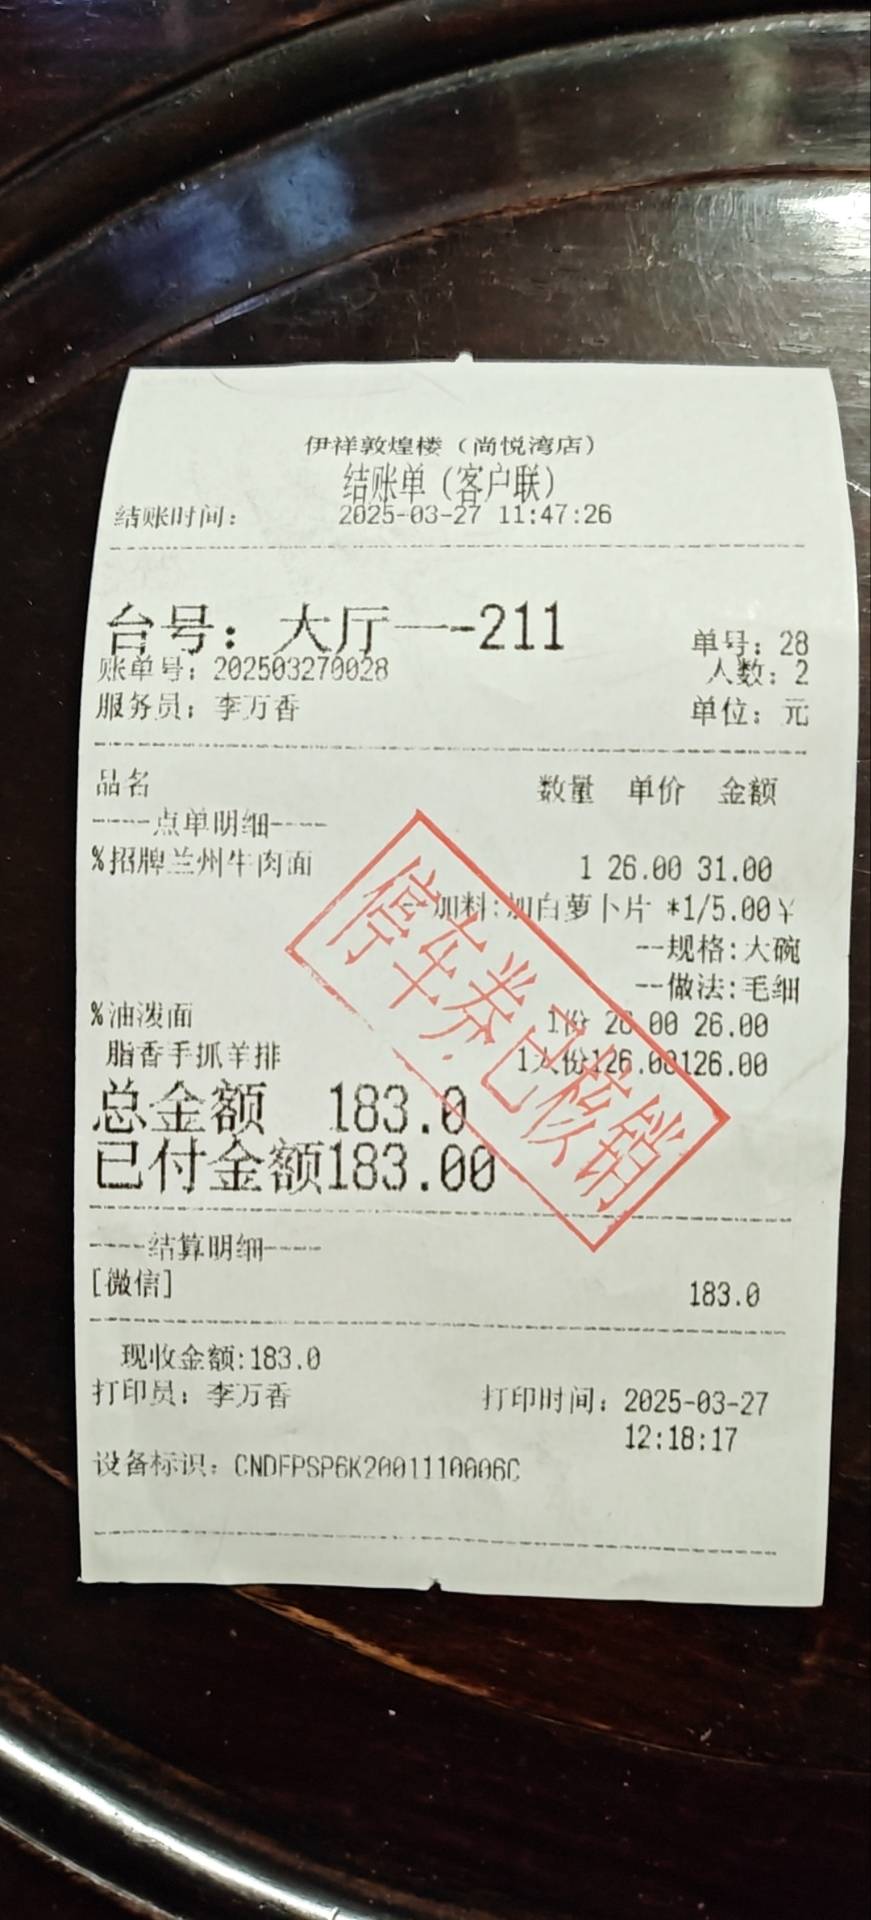 伊祥敦煌楼（尚悦湾店）
结账单（客户联）
结账时间： 2025-03-27 11:47:26
台号：大厅一-211
单号：28
账单号：202503270028
人数：2
服务员：李万香
单位：元
品名 数量 单价 金额
----点单明细----
%招牌兰州牛肉面 1 26.00 31.00
--加料:加白萝卜片 *1/5.00￥
--规格:大碗
--做法:毛细
%油泼面 1份 26.00 26.00
脂香手抓羊排 1大份126.00126.00
总金额 183.0
已付金额183.00
停车券已核销
----结算明细----
[微信] 183.0
现收金额:183.0
打印员：李万香 打印时间：2025-03-27
12:18:17
设备标识：CNDFPSP6K2001110006C